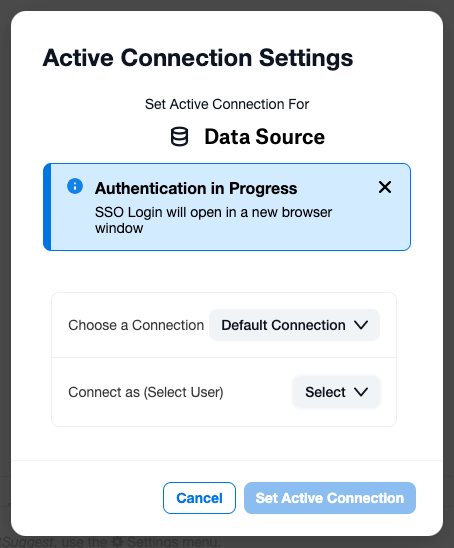 Active Connection Settings
Set Active Connection For
Data Source
Authentication in Progress
SSO Login will open in a new browser
window
Choose a Connection
Default Connection
Connect as (Select User)
Select
Cancel
Set Active Connection
Suggest, use the Settings menu.